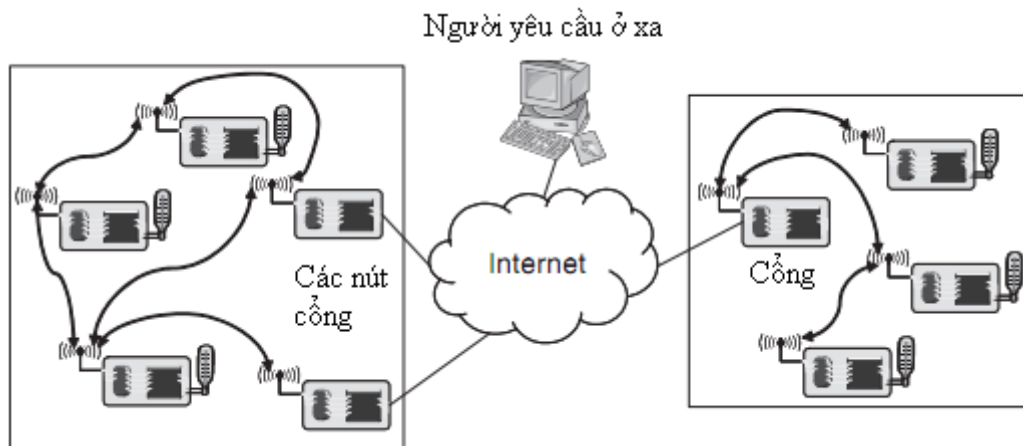 Người yêu cầu ở xa
Các nút
cổng
Internet
Cổng